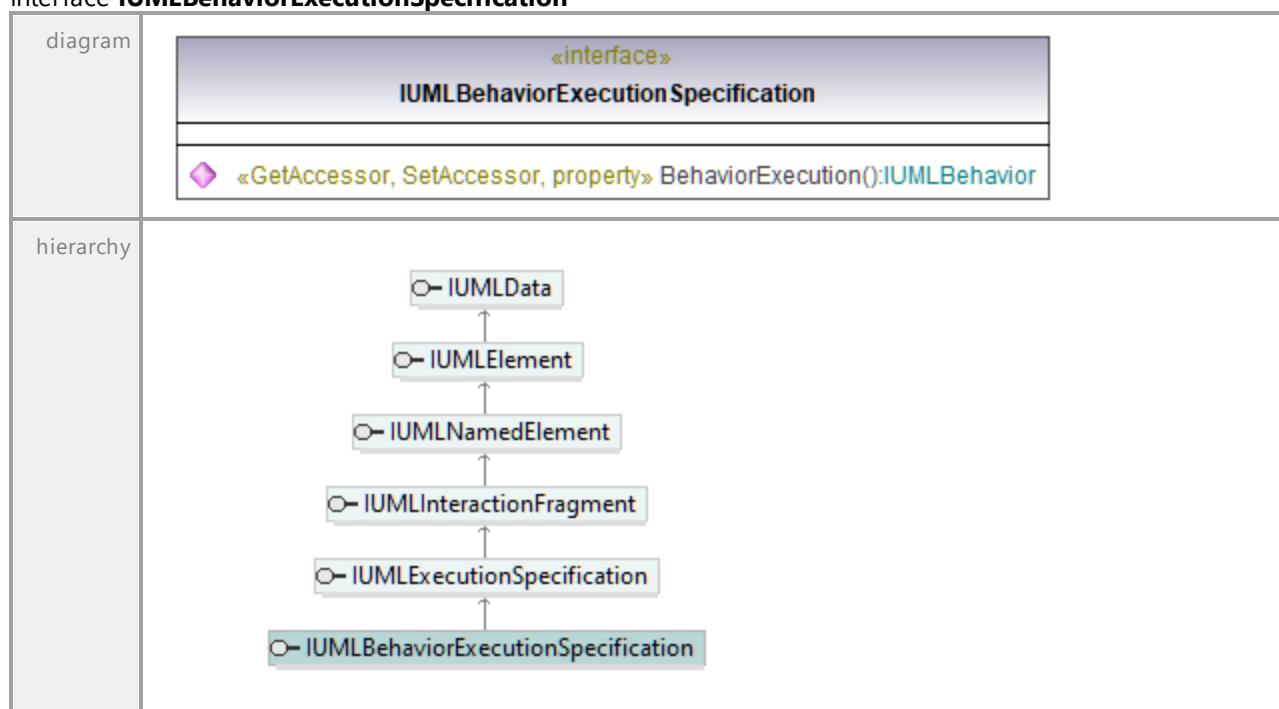 interface IUMLBehaviorExecutionSpecification
diagram
«interface»
IUMLBehaviorExecutionSpecification
«GetAccessor, SetAccessor, property» BehaviorExecution():IUMLBehavior
hierarchy
IUMLData
IUMLElement
IUMLNamedElement
IUMLInteractionFragment
IUMLExecutionSpecification
IUMLBehaviorExecutionSpecification